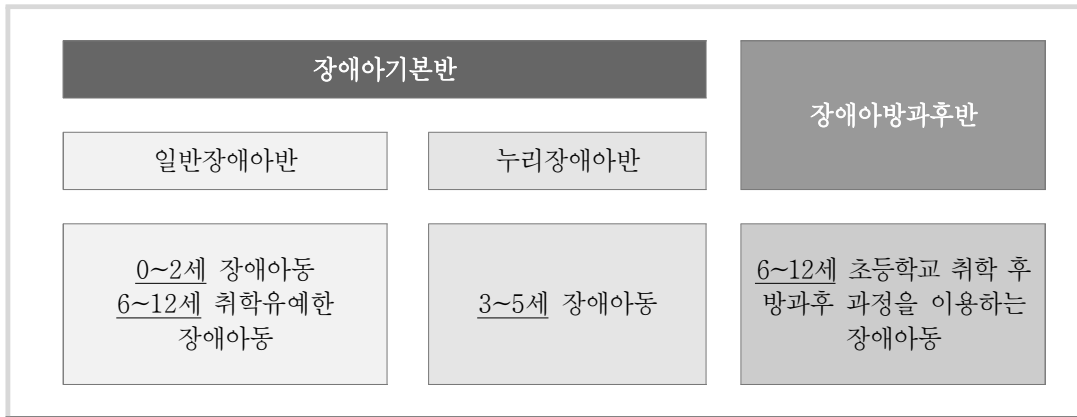 장애아기본반
장애아방과후반
일반장애아반
누리장애아반
0~2세 장애아동
6~12세 취학유예한
장애아동
3~5세 장애아동
6~12세 초등학교 취학 후
방과후 과정을 이용하는
장애아동